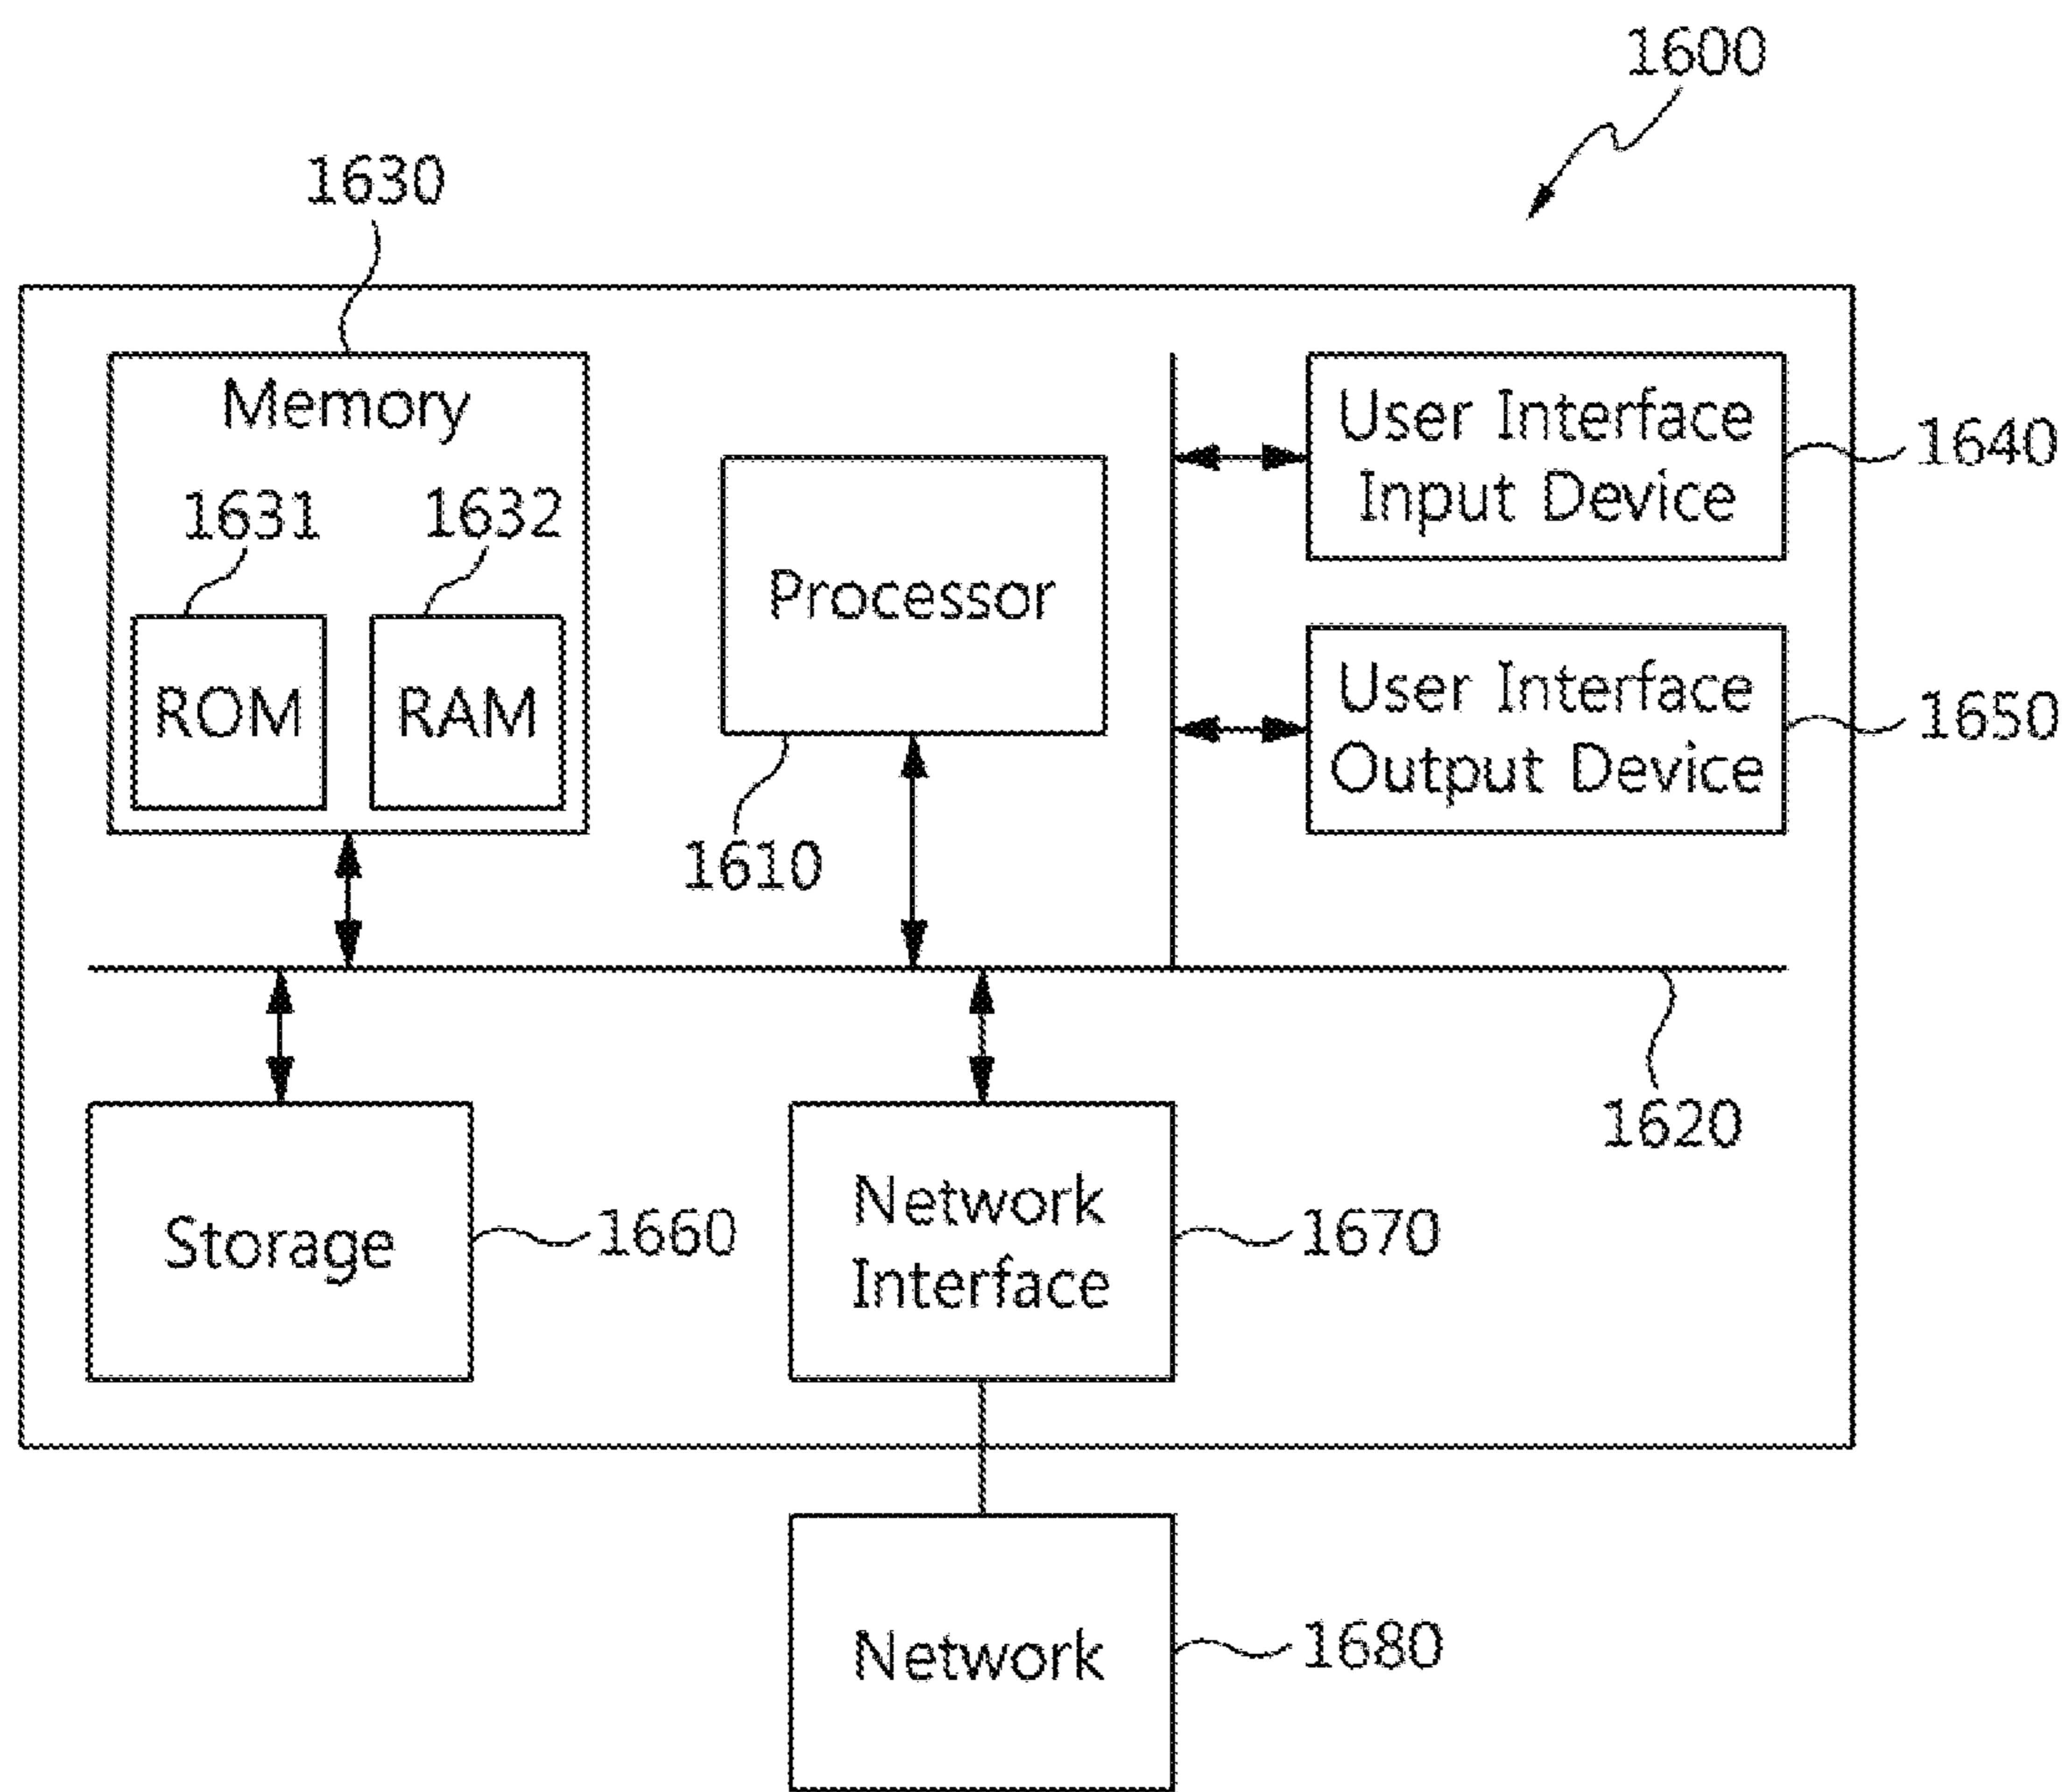 1600
1630
Memory
1631
1632
ROM
RAM
Processor
1610
User Interface
Input Device
1640
User Interface
Output Device
1650
1620
Storage
1660
Network
Interface
1670
Network
1680